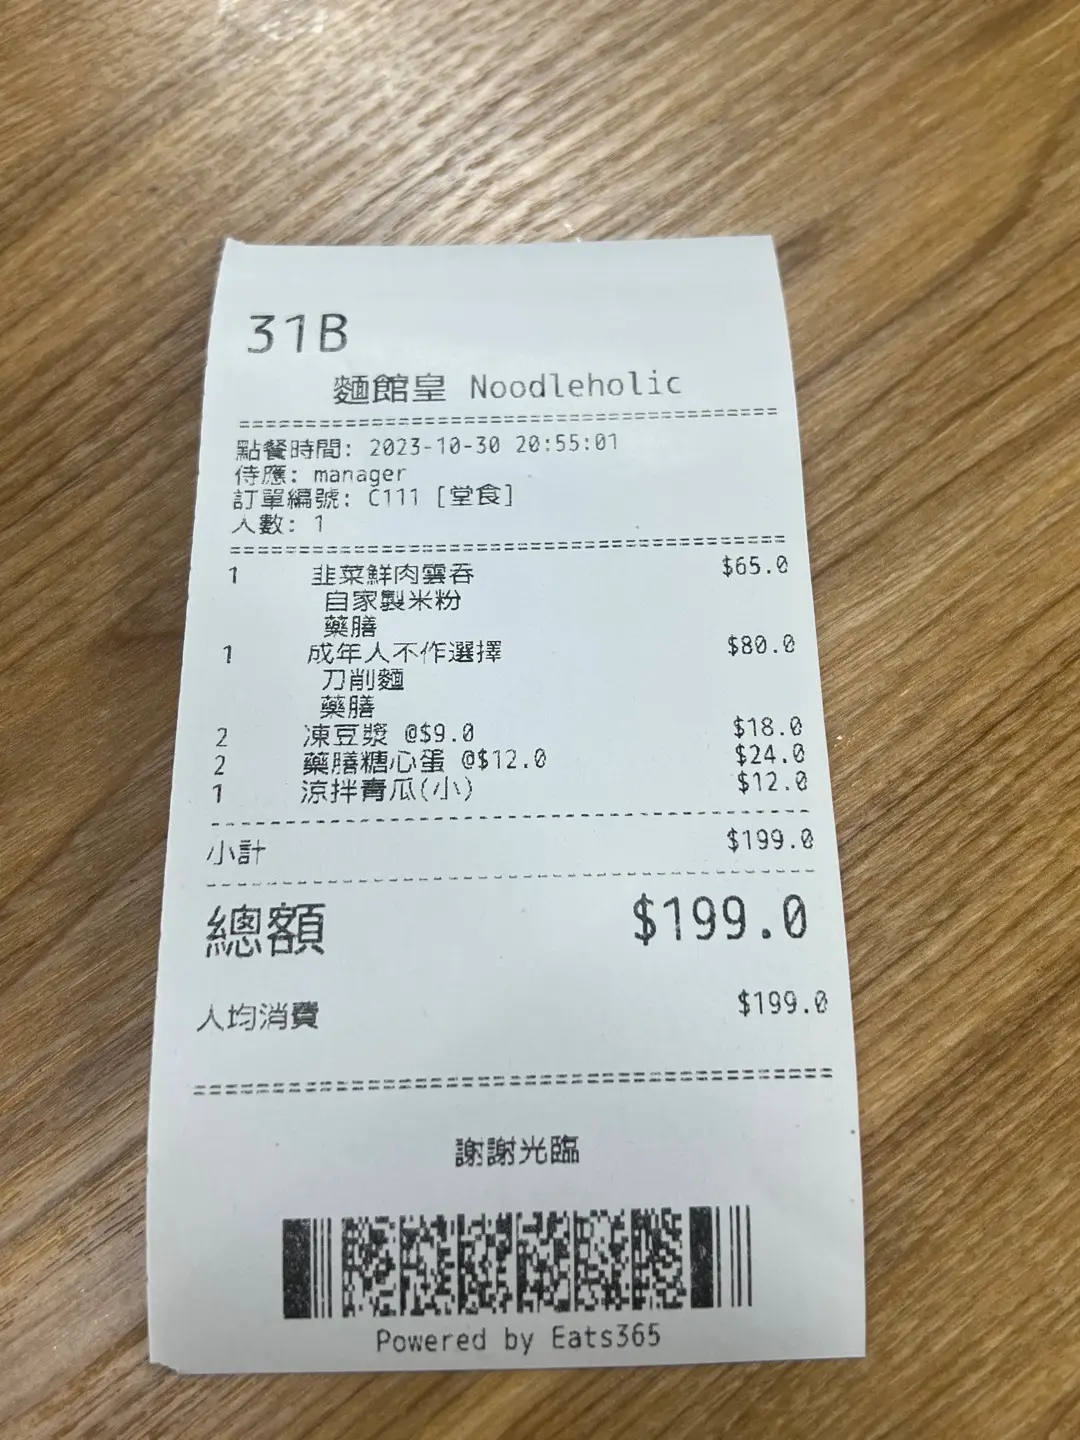 31B
麵館皇 Noodleholic
點餐時間: 2023-10-30 20:55:01
侍應: manager
訂單編號: C111 [堂食]
人數: 1
1 韭菜鮮肉雲吞 $65.0
自家製米粉
藥膳
1 成年人不作選擇 $80.0
刀削麵
藥膳
2 凍豆漿 @$9.0 $18.0
2 藥膳糖心蛋 @$12.0 $24.0
1 涼拌青瓜(小) $12.0
小計 $199.0
總額 $199.0
人均消費 $199.0
謝謝光臨
Powered by Eats365